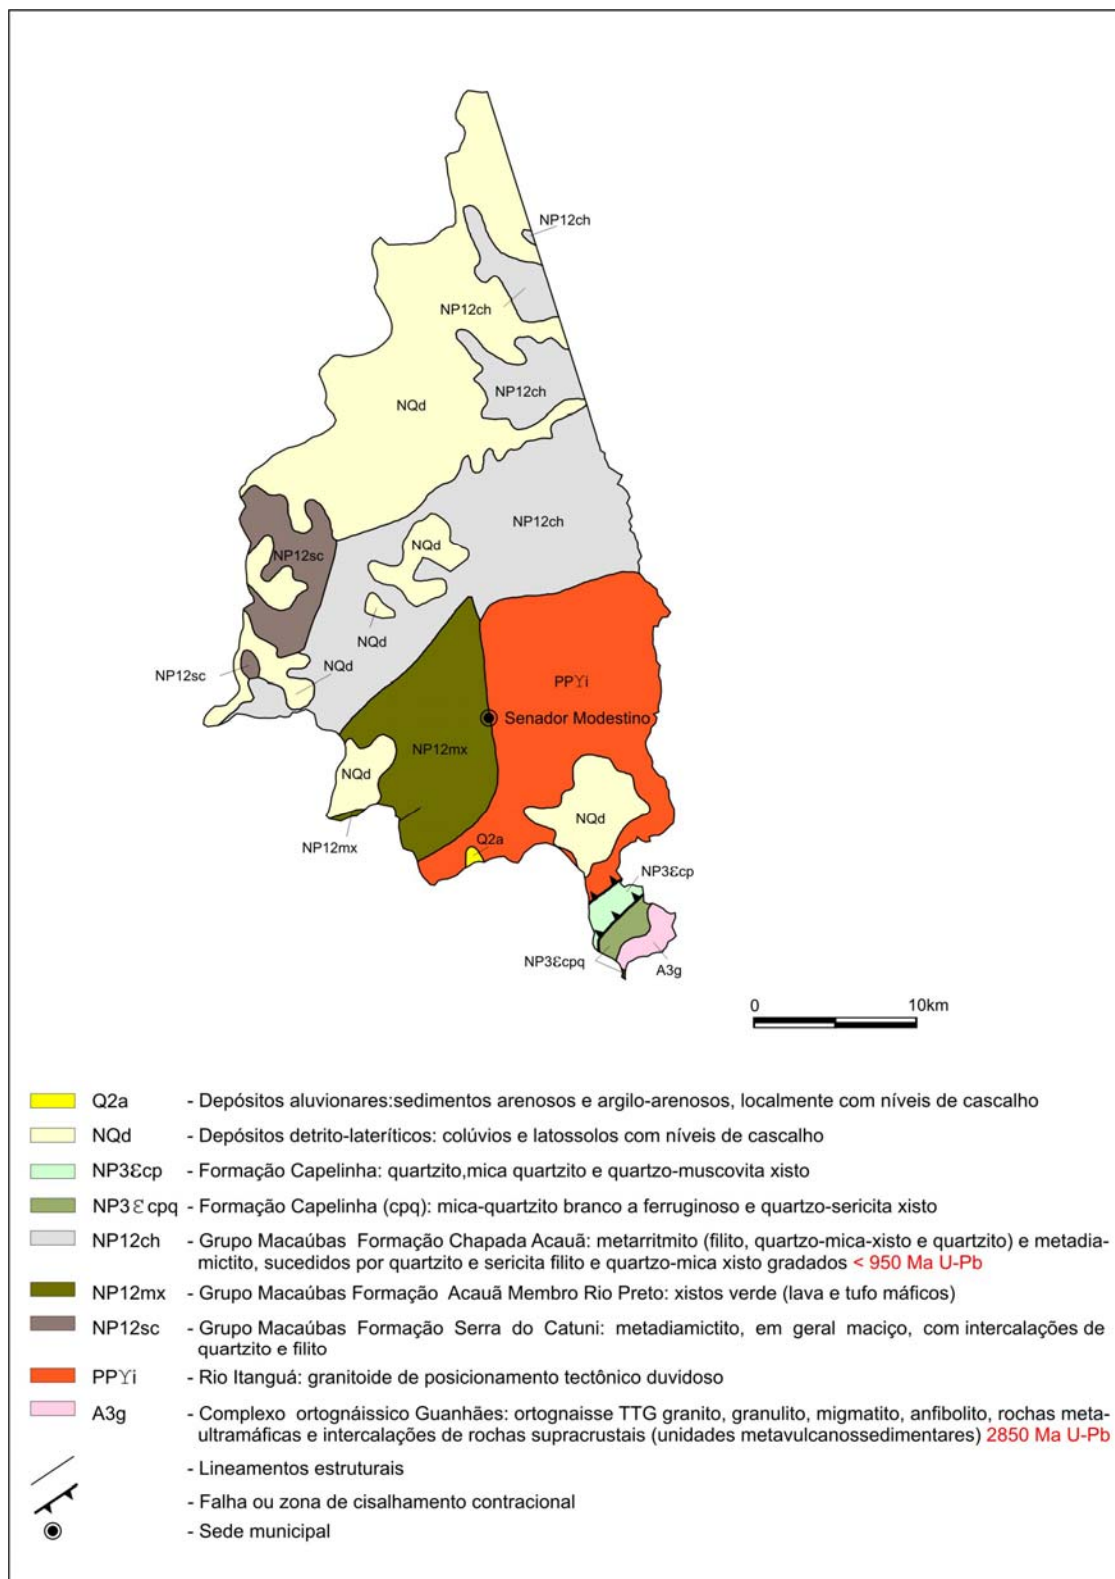 NP12ch
NP12ch
NP12ch
NQd
NP12ch
NQd
NP12sc
NQd
NP12sc
NQd
PPϒi
Senador Modestino
NP12mx
NQd
NQd
Q2a
NP12mx
NP3Ɛcp
NP3Ɛcpq
A3g
0 10km
Q2a - Depósitos aluvionares:sedimentos arenosos e argilo-arenosos, localmente com níveis de cascalho
NQd - Depósitos detrito-lateríticos: colúvios e latossolos com níveis de cascalho
NP3Ɛcp - Formação Capelinha: quartzito,mica quartzito e quartzo-muscovita xisto
NP3Ɛcpq - Formação Capelinha (cpq): mica-quartzito branco a ferruginoso e quartzo-sericita xisto
NP12ch - Grupo Macaúbas Formação Chapada Acauã: metarritmito (filito, quartzo-mica-xisto e quartzito) e metadia-
mictito, sucedidos por quartzito e sericita filito e quartzo-mica xisto gradados < 950 Ma U-Pb
NP12mx - Grupo Macaúbas Formação Acauã Membro Rio Preto: xistos verde (lava e tufo máficos)
NP12sc - Grupo Macaúbas Formação Serra do Catuni: metadiamictito, em geral maciço, com intercalações de
quartzito e filito
PPϒi - Rio Itanguá: granitoide de posicionamento tectônico duvidoso
A3g - Complexo ortognáissico Guanhães: ortognaisse TTG granito, granulito, migmatito, anfibolito, rochas meta-
ultramáficas e intercalações de rochas supracrustais (unidades metavulcanossedimentares) 2850 Ma U-Pb
- Lineamentos estruturais
- Falha ou zona de cisalhamento contracional
- Sede municipal